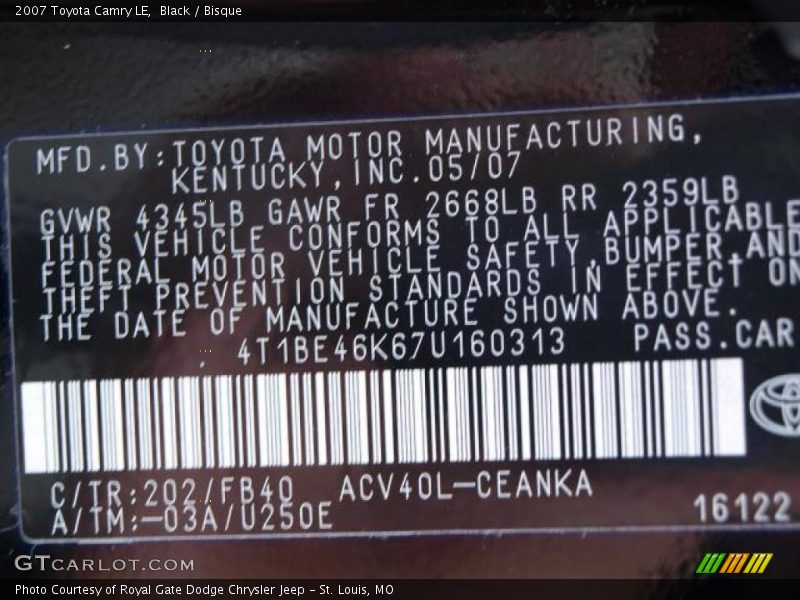 2007 Toyota Camry LE,  Black / Bisque
MFD.BY:TOYOTA MOTOR MANUFACTURING,
KENTUCKY,INC.05/07
GVWR 4345LB GAWR FR 2668LB RR 2359LB
THIS VEHICLE CONFORMS TO ALL APPLICABLE
FEDERAL MOTOR VEHICLE SAFETY,BUMPER,AND
THEFT PREVENTION STANDARDS IN EFFECT ON
THE DATE OF MANUFACTURE SHOWN ABOVE.
4T1BE46K67U160313 PASS.CAR
C/TR:202/FB40 ACV40L-CEANKA
A/TM:-03A/U250E 16122
GTCARLOT.COM
Photo Courtesy of Royal Gate Dodge Chrysler Jeep - St. Louis, MO